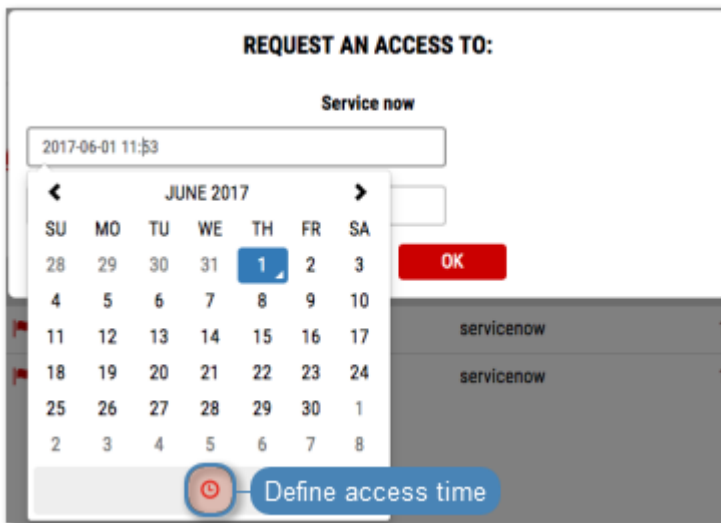 REQUEST AN ACCESS TO:
Service now
2017-06-01 11:53
JUNE 2017
SU MO TU WE TH FR SA
28 29 30 31 1 2 3
OK
4 5 6 7 8 9 10
11 12 13 14 15 16 17
servicenow
18 19 20 21 22 23 24
servicenow
25 26 27 28 29 30 1
2 3 4 5 6 7 8
Define access time